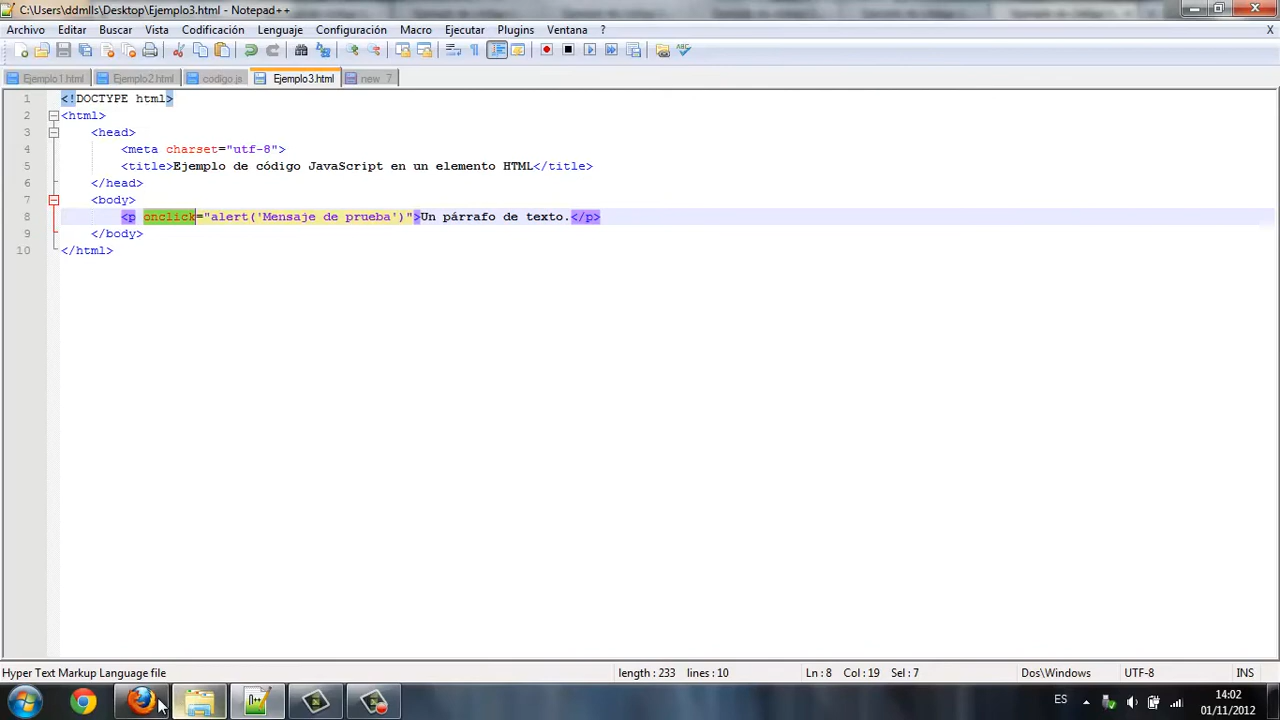 C:\Users\ddmlls\Desktop\Ejemplo3.html - Notepad++
Archivo Editar Buscar Vista Codificación Lenguaje Configuración Macro Ejecutar Plugins Ventana ? X
Ejemplo1.html Ejemplo2.html codigo.js Ejemplo3.html new 7
1 <!DOCTYPE html>
2 <html>
3 <head>
4 <meta charset="utf-8">
5 <title>Ejemplo de código JavaScript en un elemento HTML</title>
6 </head>
7 <body>
8 <p onclick="alert('Mensaje de prueba')">Un párrafo de texto.</p>
9 </body>
10 </html>
Hyper Text Markup Language file length : 233 lines : 10 Ln : 8 Col : 19 Sel : 7 Dos\Windows UTF-8 INS
ES 14:02
01/11/2012